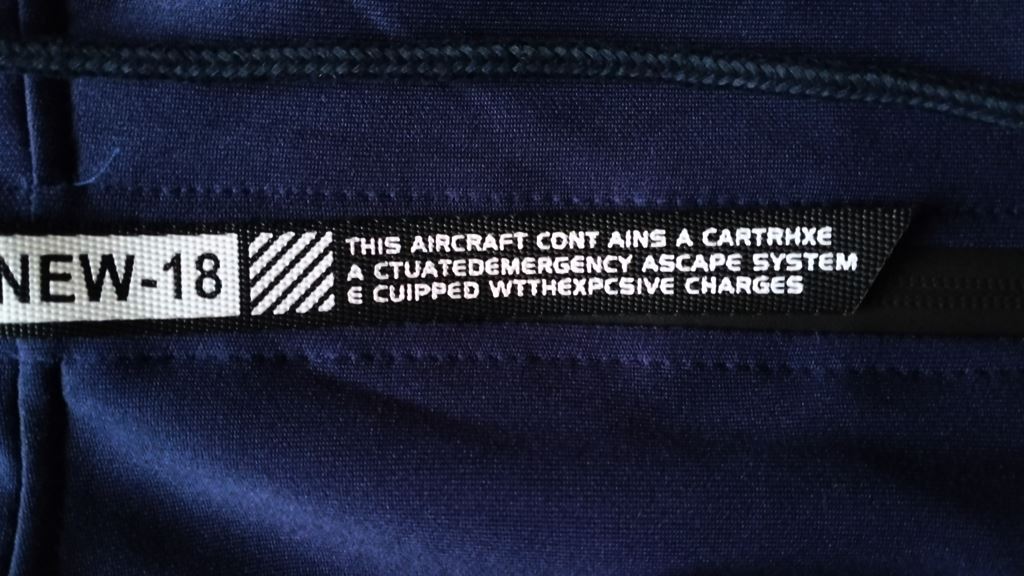 NEW-18
THIS AIRCRAFT CONT AINS A CARTRHXE
A CTUATEDEMERGENCY ASCAPE SYSTEM
E CUIPPED WTTHEXPCSIVE CHARGES